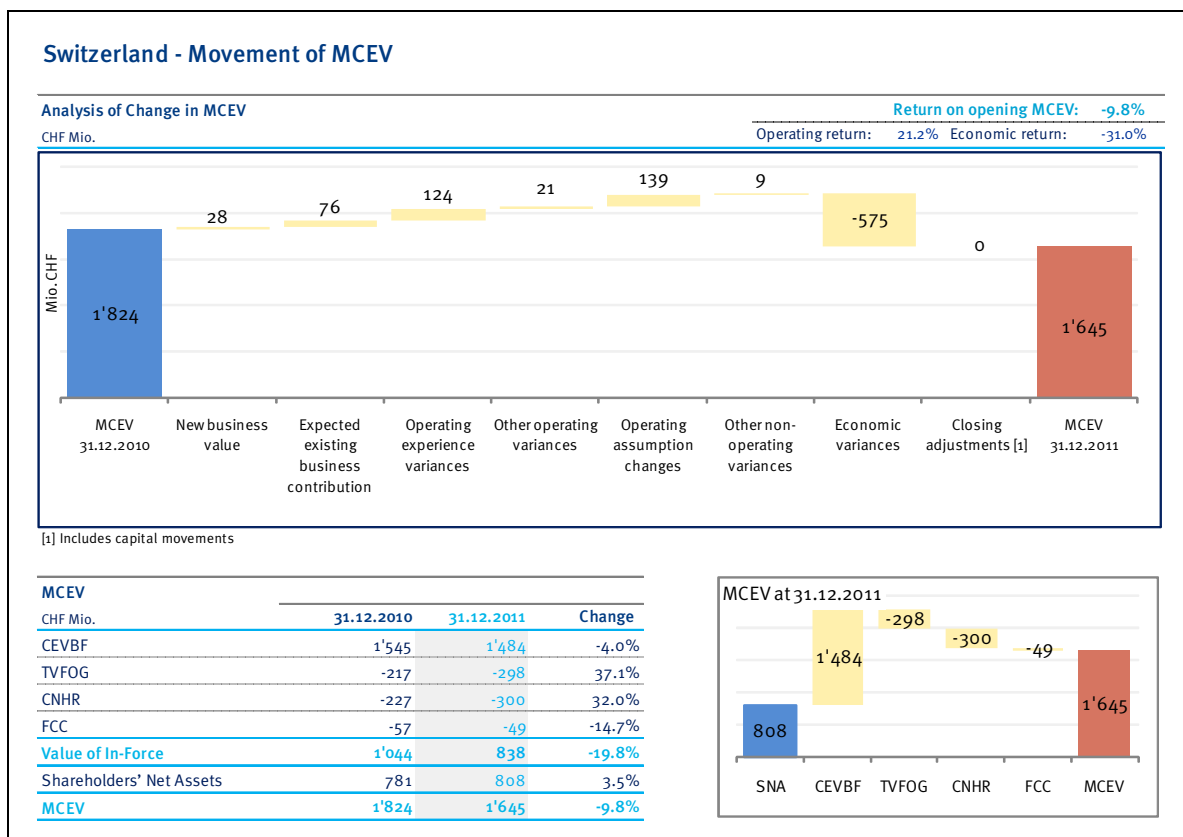 Switzerland - Movement of MCEV
Analysis of Change in MCEV
Return on opening MCEV: -9.8%
CHF Mio.
Operating return: 21.2% Economic return: -31.0%
Mio. CHF
1'824
28
76
124
21
139
9
-575
0
1'645
MCEV 31.12.2010
New business value
Expected existing business contribution
Operating experience variances
Other operating variances
Operating assumption changes
Other non-operating variances
Economic variances
Closing adjustments [1]
MCEV 31.12.2011
[1] Includes capital movements
MCEV
CHF Mio. 31.12.2010 31.12.2011 Change
CEVBF 1'545 1'484 -4.0%
TVFOG -217 -298 37.1%
CNHR -227 -300 32.0%
FCC -57 -49 -14.7%
Value of In-Force 1'044 838 -19.8%
Shareholders' Net Assets 781 808 3.5%
MCEV 1'824 1'645 -9.8%
MCEV at 31.12.2011
808
1'484
-298
-300
-49
1'645
SNA CEVBF TVFOG CNHR FCC MCEV